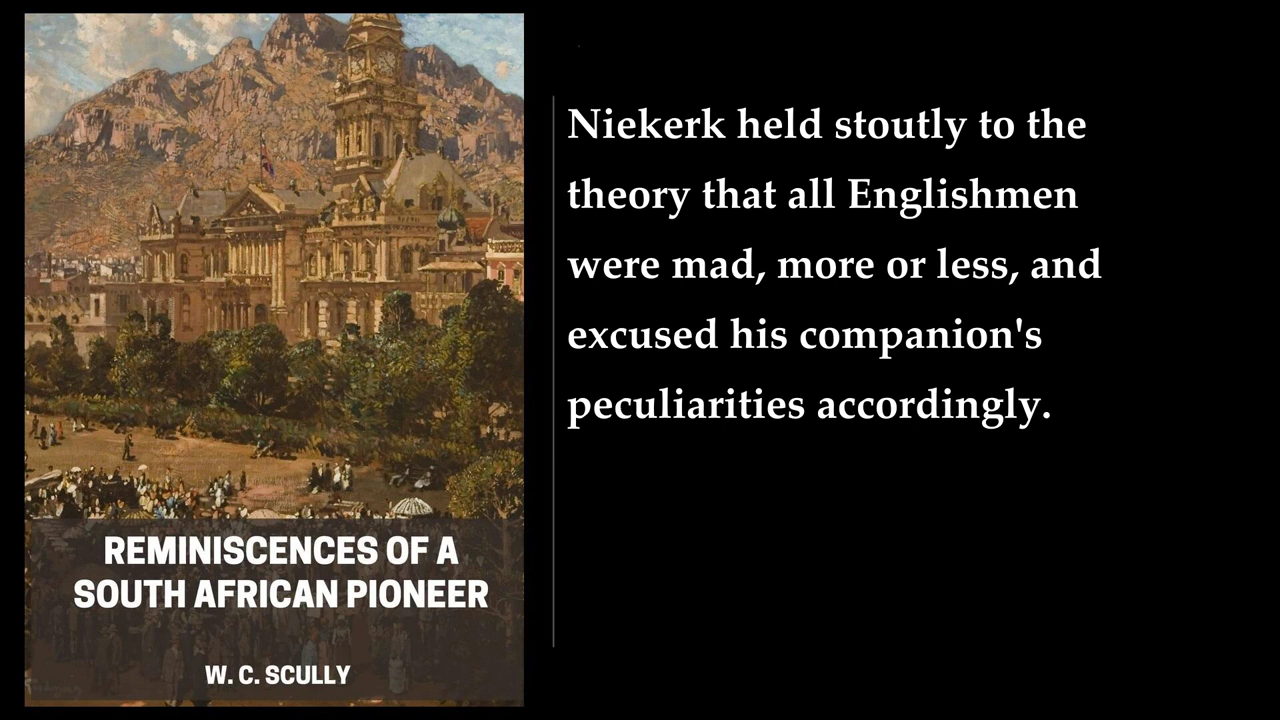 Niekerk held stoutly to the
theory that all Englishmen
were mad, more or less, and
excused his companion's
peculiarities accordingly.
REMINISCENCES OF A
SOUTH AFRICAN PIONEER
W. C. SCULLY